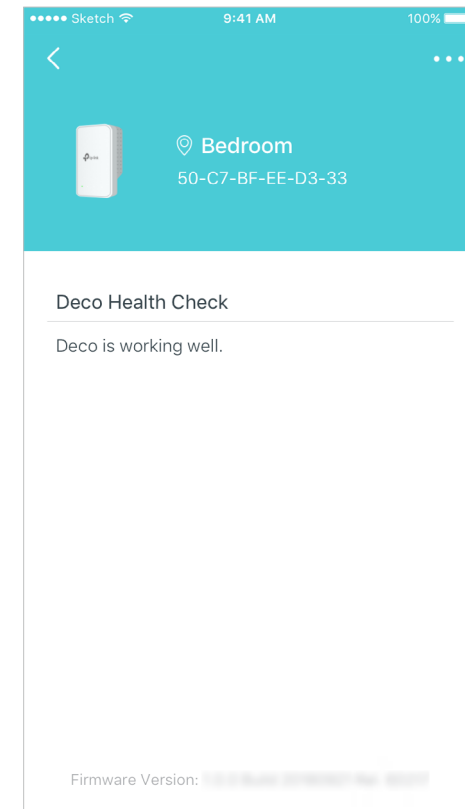 Sketch 9:41 AM 100%
Bedroom
50-C7-BF-EE-D3-33
Deco Health Check
Deco is working well.
Firmware Version: